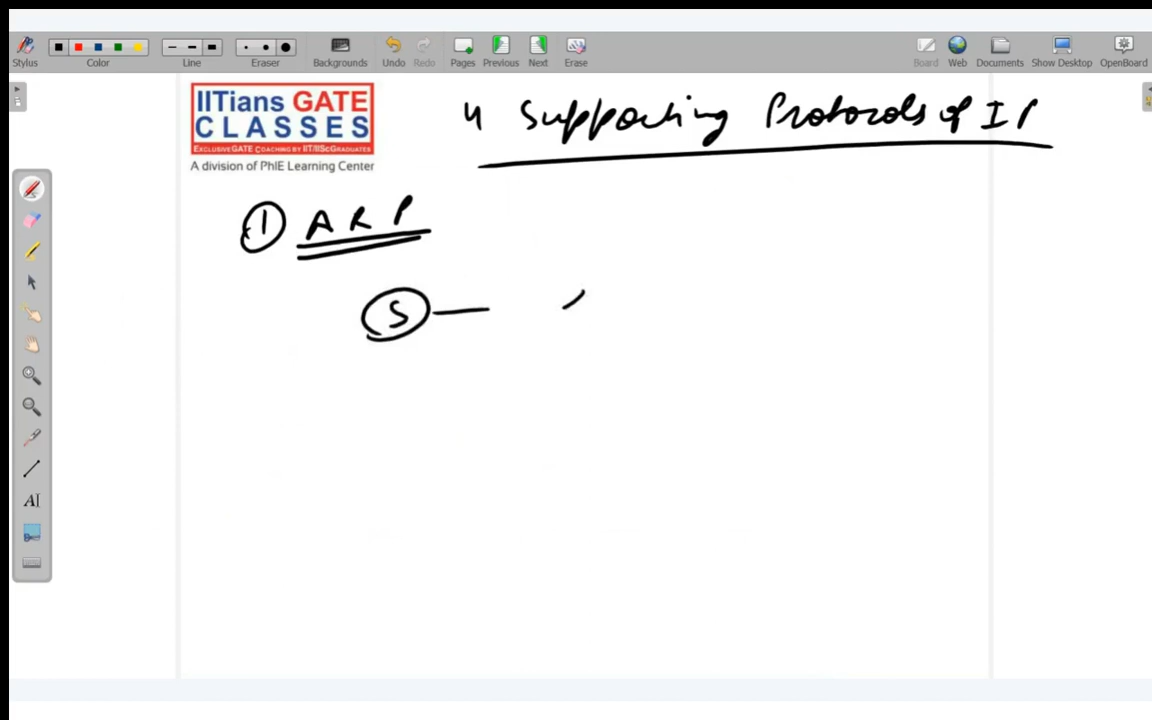 Stylus
Color
Line
Eraser
Backgrounds
Undo
Redo
Pages
Previous
Next
Erase
Board
Web
Documents
Show Desktop
OpenBoard
IITians GATE
CLASSES
EXCLUSIVE GATE COACHING BY IIT/IISc GRADUATES
A division of PhIE Learning Center
4 Supporting Protocols of IP
① ARP
S
AI